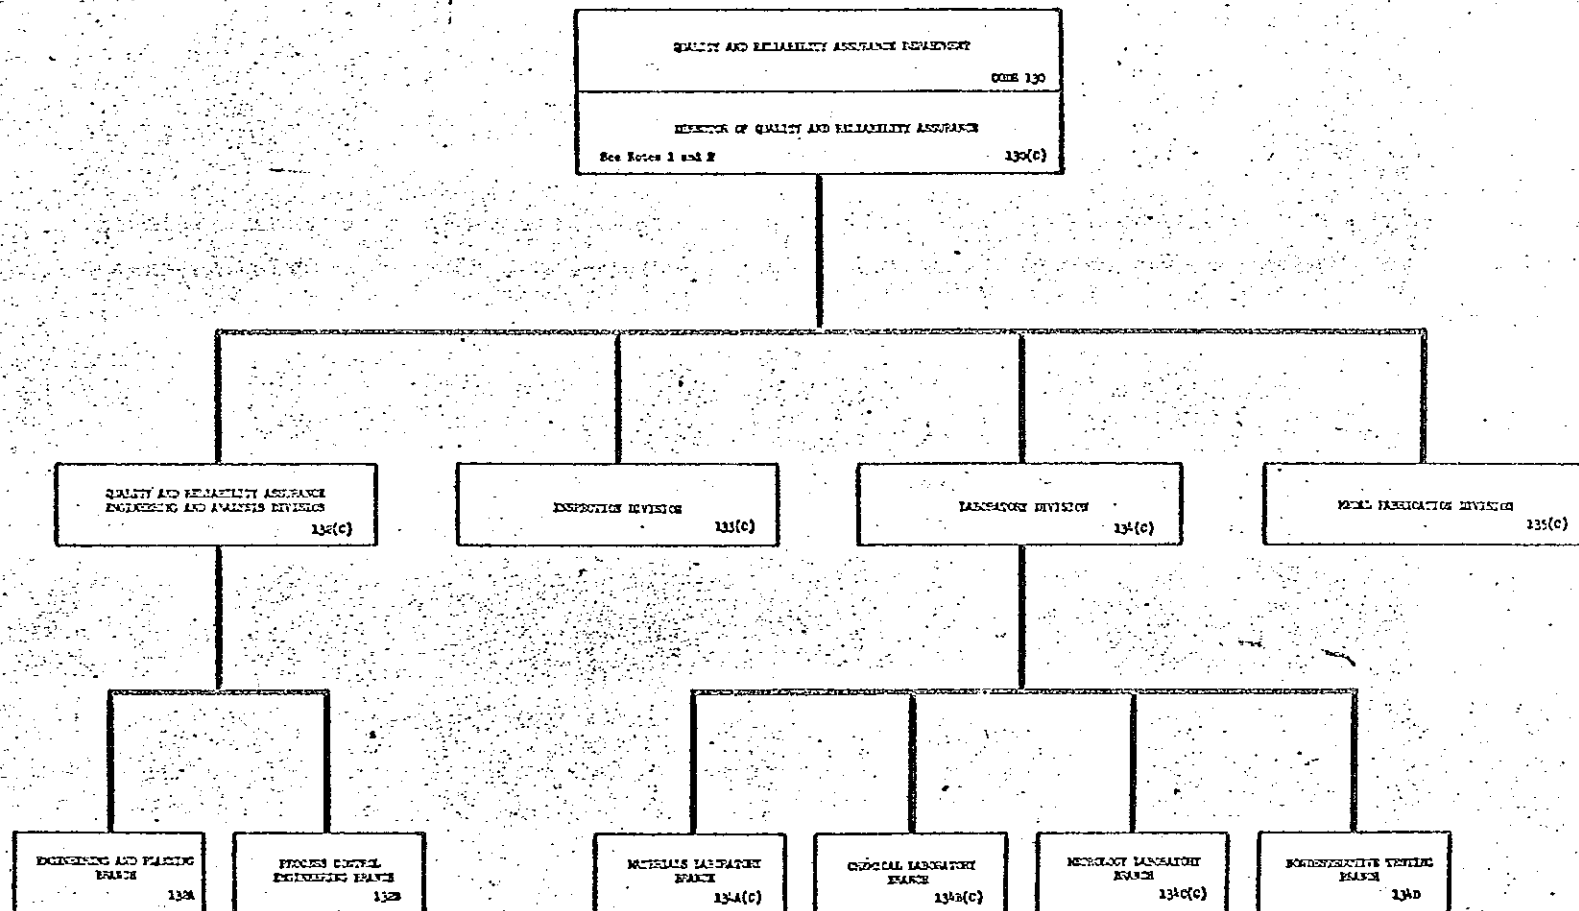 QUALITY AND RELIABILITY ASSURANCE DEPARTMENT
CODE 130
DIRECTOR OF QUALITY AND RELIABILITY ASSURANCE
See Notes 1 and 2
130(C)
QUALITY AND RELIABILITY ASSURANCE
ENGINEERING AND ANALYSIS DIVISION
132(C)
INSPECTION DIVISION
133(C)
LABORATORY DIVISION
134(C)
FABRICATION DIVISION
135(C)
ENGINEERING AND PLANNING
BRANCH
132A
PROCESS CONTROL
ENGINEERING BRANCH
132B
MATERIALS LABORATORY
BRANCH
134A(C)
CHEMICAL LABORATORY
BRANCH
134B(C)
METROLOGY LABORATORY
BRANCH
134C(C)
NONDESTRUCTIVE TESTING
BRANCH
134D